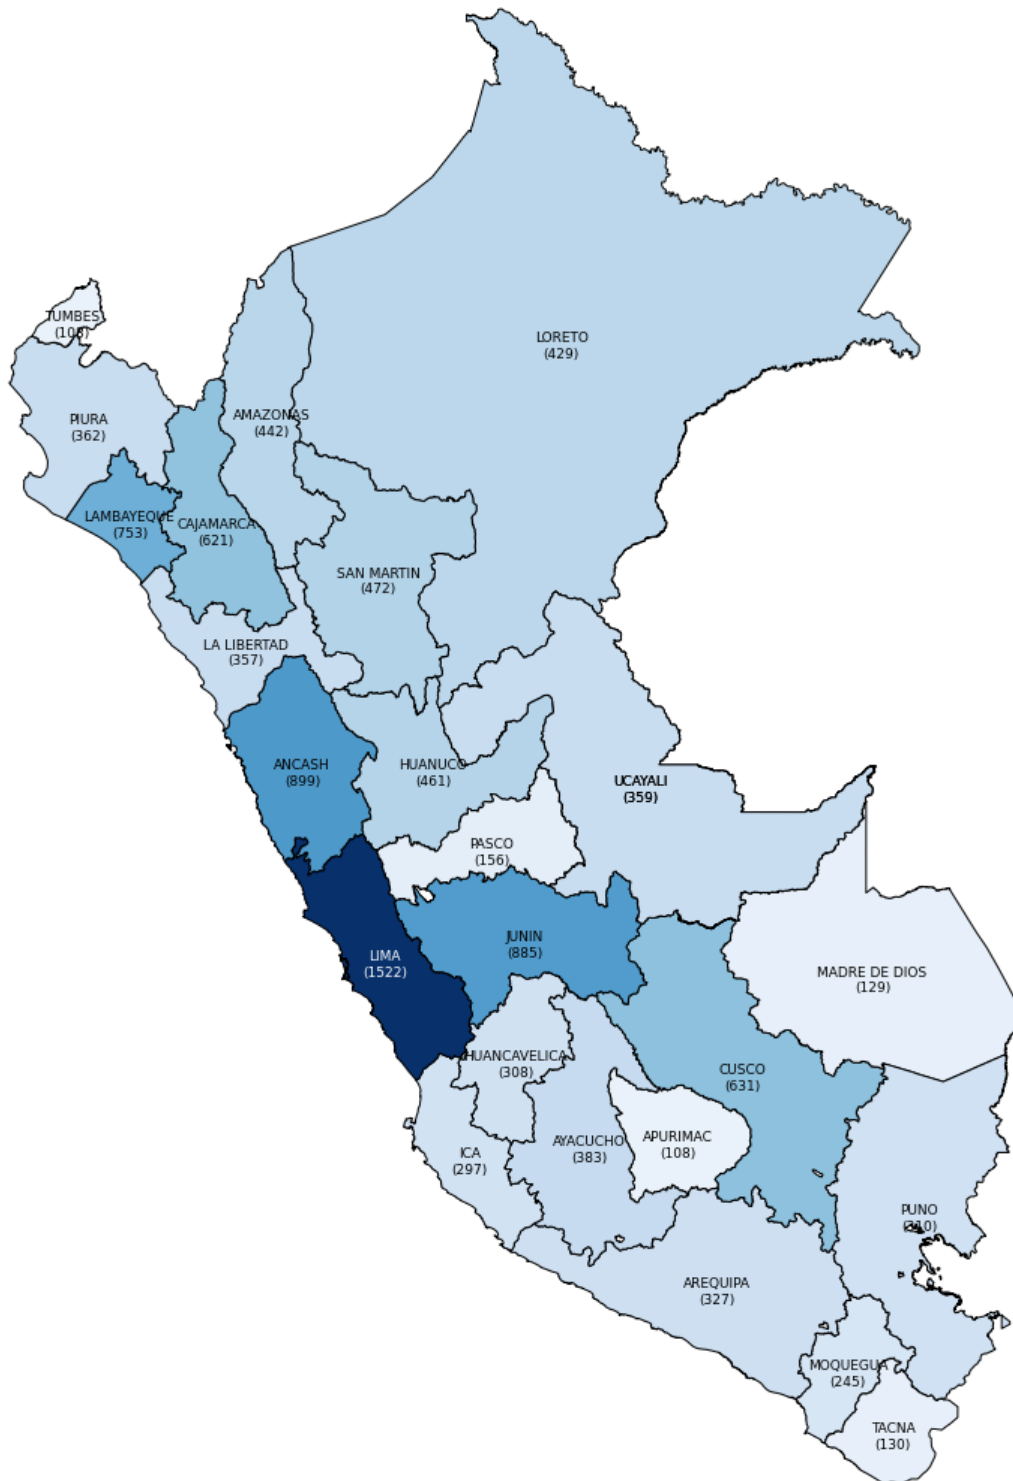 TUMBES
(108)
LORETO
(429)
PIURA
(362)
AMAZONAS
(442)
LAMBAYEQUE
(753)
CAJAMARCA
(621)
SAN MARTIN
(472)
LA LIBERTAD
(357)
ANCASH
(899)
HUANUCO
(461)
UCAYALI
(359)
PASCO
(156)
JUNIN
(885)
LIMA
(1522)
MADRE DE DIOS
(129)
HUANCAVELICA
(308)
CUSCO
(631)
ICA
(297)
AYACUCHO
(383)
APURIMAC
(108)
PUNO
(310)
AREQUIPA
(327)
MOQUEGUA
(245)
TACNA
(130)